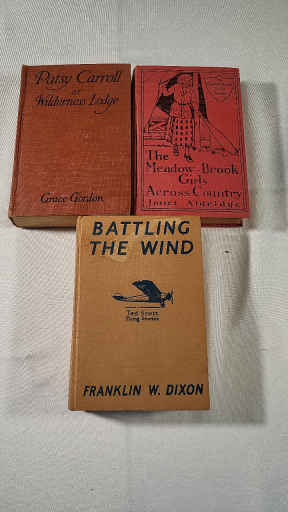 Patsy Carroll
at
Wilderness Lodge
Grace Gordon
The
Meadow-Brook
Girls
Across Country
Janet Aldridge
BATTLING
THE WIND
Ted Scott
Flying Stories
FRANKLIN W. DIXON